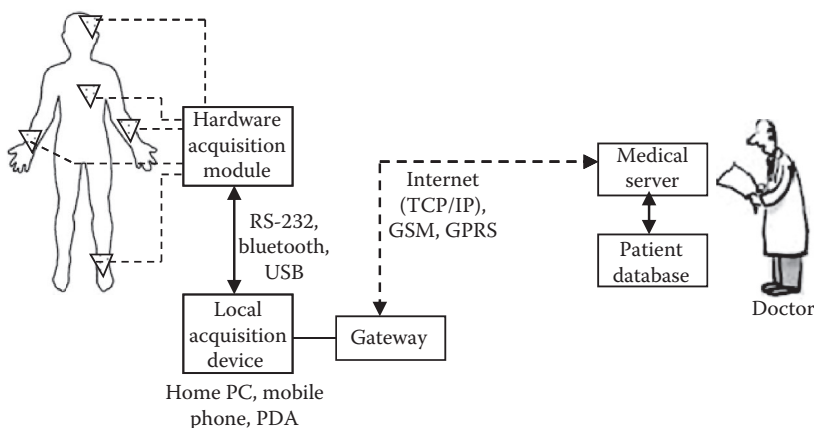 Hardware
acquisition
module
RS-232,
bluetooth,
USB
Local
acquisition
device
Home PC, mobile
phone, PDA
Gateway
Internet
(TCP/IP),
GSM, GPRS
Medical
server
Patient
database
Doctor